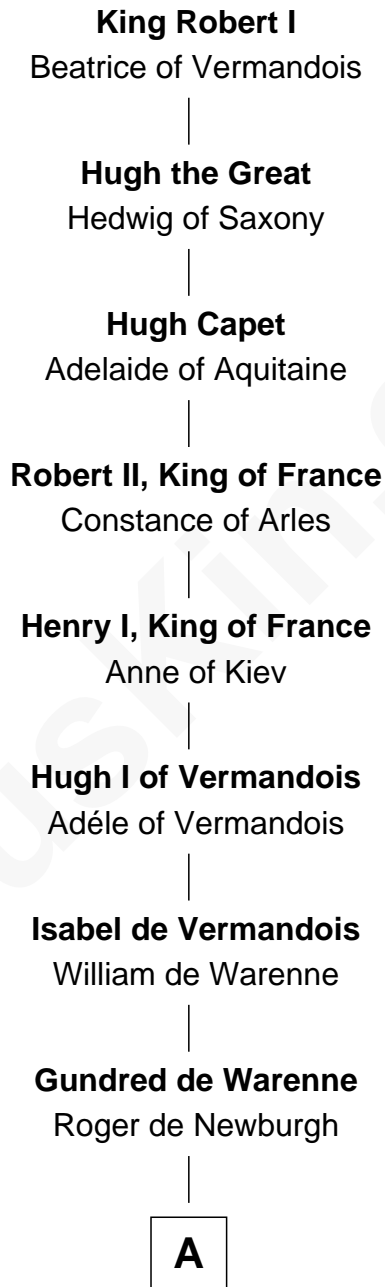 King Robert I
Beatrice of Vermandois
Hugh the Great
Hedwig of Saxony
Hugh Capet
Adelaide of Aquitaine
Robert II, King of France
Constance of Arles
Henry I, King of France
Anne of Kiev
Hugh I of Vermandois
Adéle of Vermandois
Isabel de Vermandois
William de Warenne
Gundred de Warenne
Roger de Newburgh
A